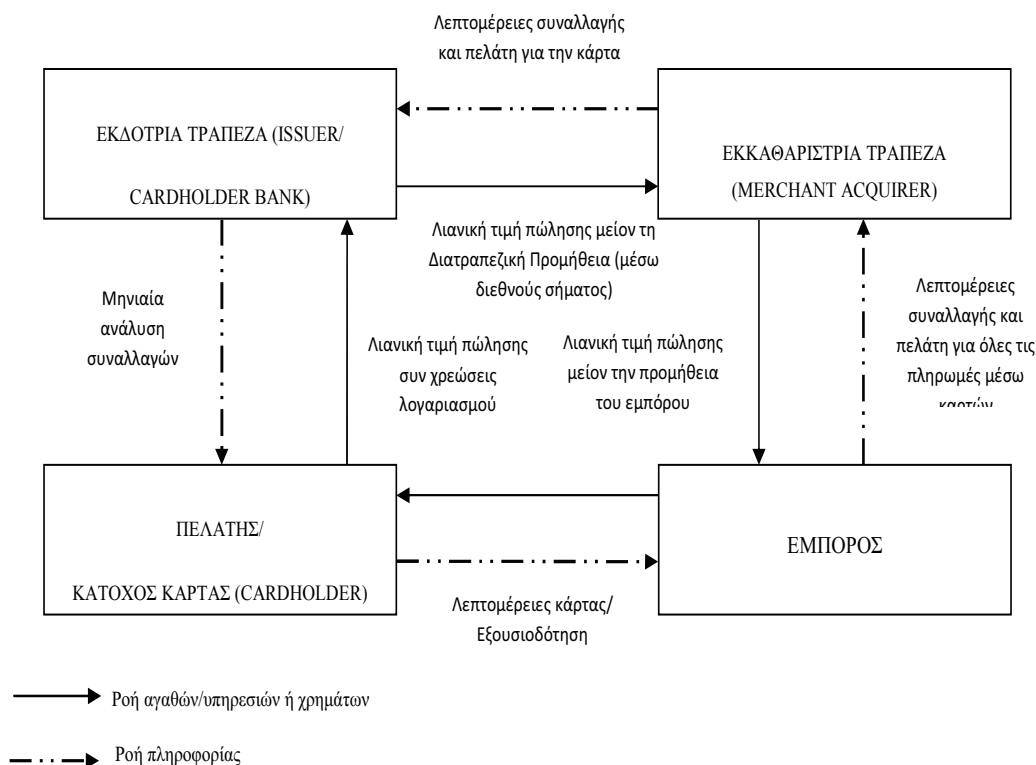 Λεπτομέρειες συναλλαγής
και πελάτη για την κάρτα
ΕΚΔΟΤΡΙΑ ΤΡΑΠΕΖΑ (ISSUER/
CARDHOLDER BANK)
ΕΚΚΑΘΑΡΙΣΤΡΙΑ ΤΡΑΠΕΖΑ
(MERCHANT ACQUIRER)
Λιανική τιμή πώλησης μείον τη
Διατραπεζική Προμήθεια (μέσω
διεθνούς σήματος)
Μηνιαία
ανάλυση
συναλλαγών
Λιανική τιμή πώλησης
συν χρεώσεις
λογαριασμού
Λιανική τιμή πώλησης
μείον την προμήθεια
του εμπόρου
Λεπτομέρειες
συναλλαγής και
πελάτη για όλες τις
πληρωμές μέσω
καρτών
ΠΕΛΑΤΗΣ/
ΚΑΤΟΧΟΣ ΚΑΡΤΑΣ (CARDHOLDER)
ΕΜΠΟΡΟΣ
Λεπτομέρειες κάρτας/
Εξουσιοδότηση
Ροή αγαθών/υπηρεσιών ή χρημάτων
Ροή πληροφορίας